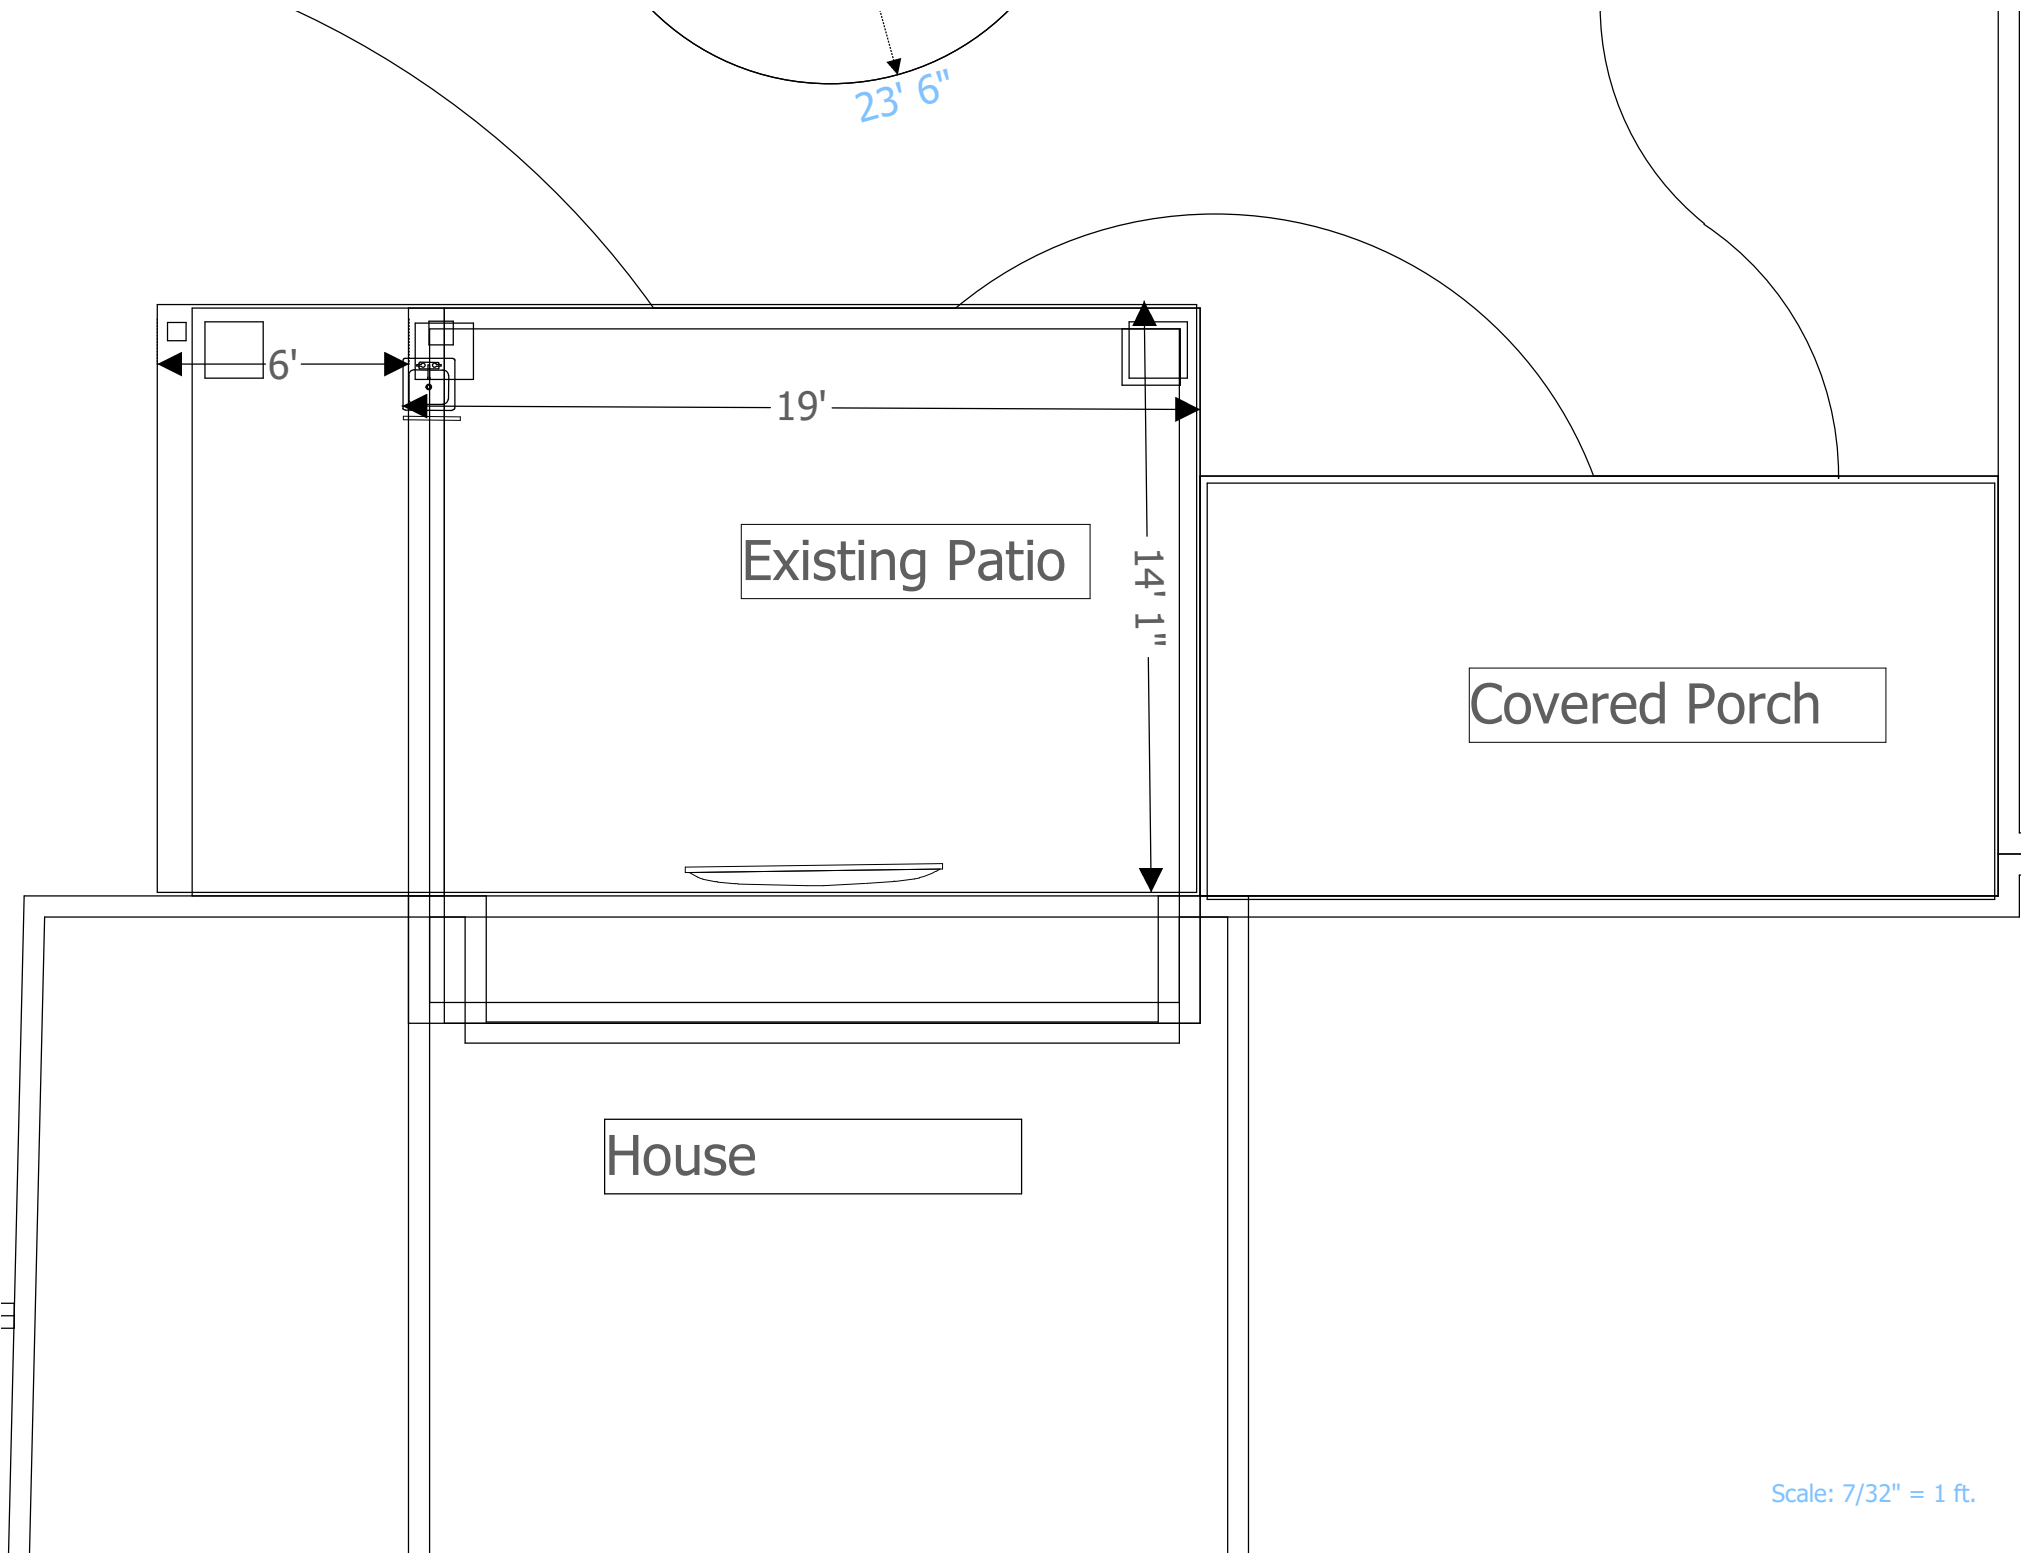 23' 6"
6'
19'
Existing Patio
14' 1"
Covered Porch
House
Scale: 7/32" = 1 ft.